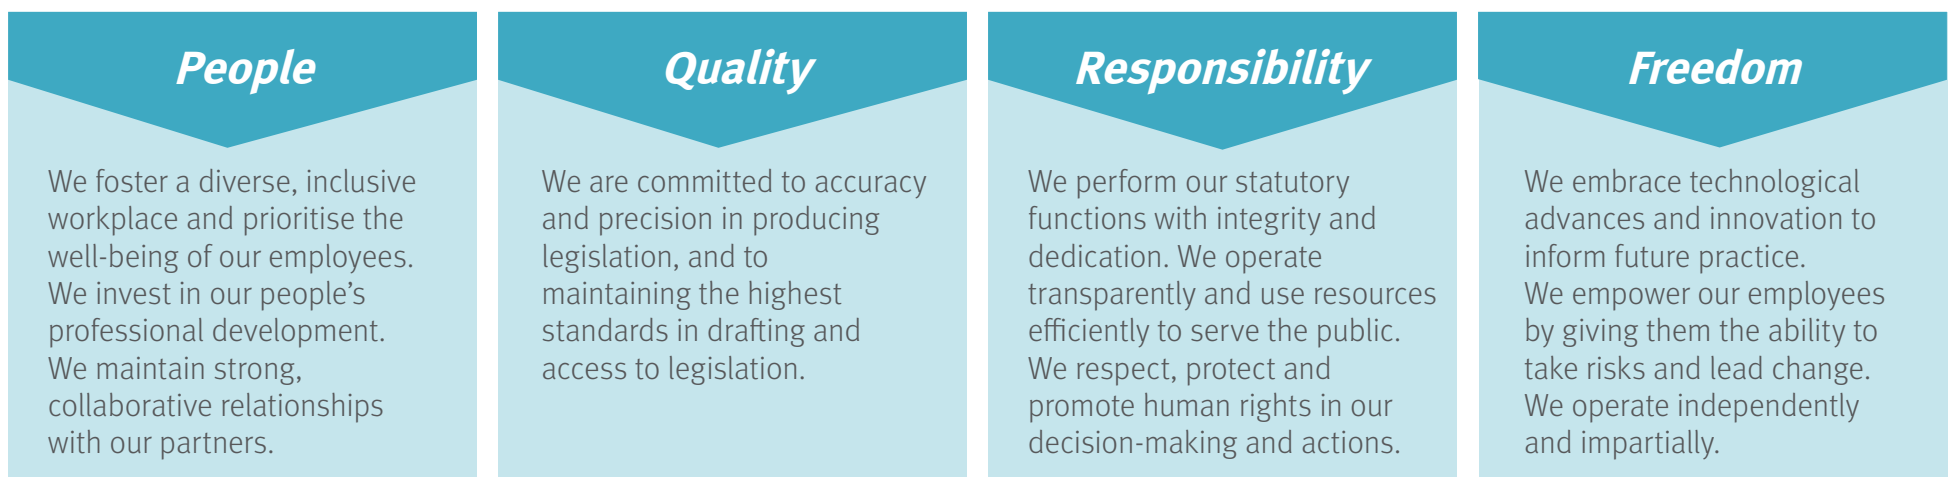 People
We foster a diverse, inclusive
workplace and prioritise the
well-being of our employees.
We invest in our people’s
professional development.
We maintain strong,
collaborative relationships
with our partners.
Quality
We are committed to accuracy
and precision in producing
legislation, and to
maintaining the highest
standards in drafting and
access to legislation.
Responsibility
We perform our statutory
functions with integrity and
dedication. We operate
transparently and use resources
efficiently to serve the public.
We respect, protect and
promote human rights in our
decision-making and actions.
Freedom
We embrace technological
advances and innovation to
inform future practice.
We empower our employees
by giving them the ability to
take risks and lead change.
We operate independently
and impartially.